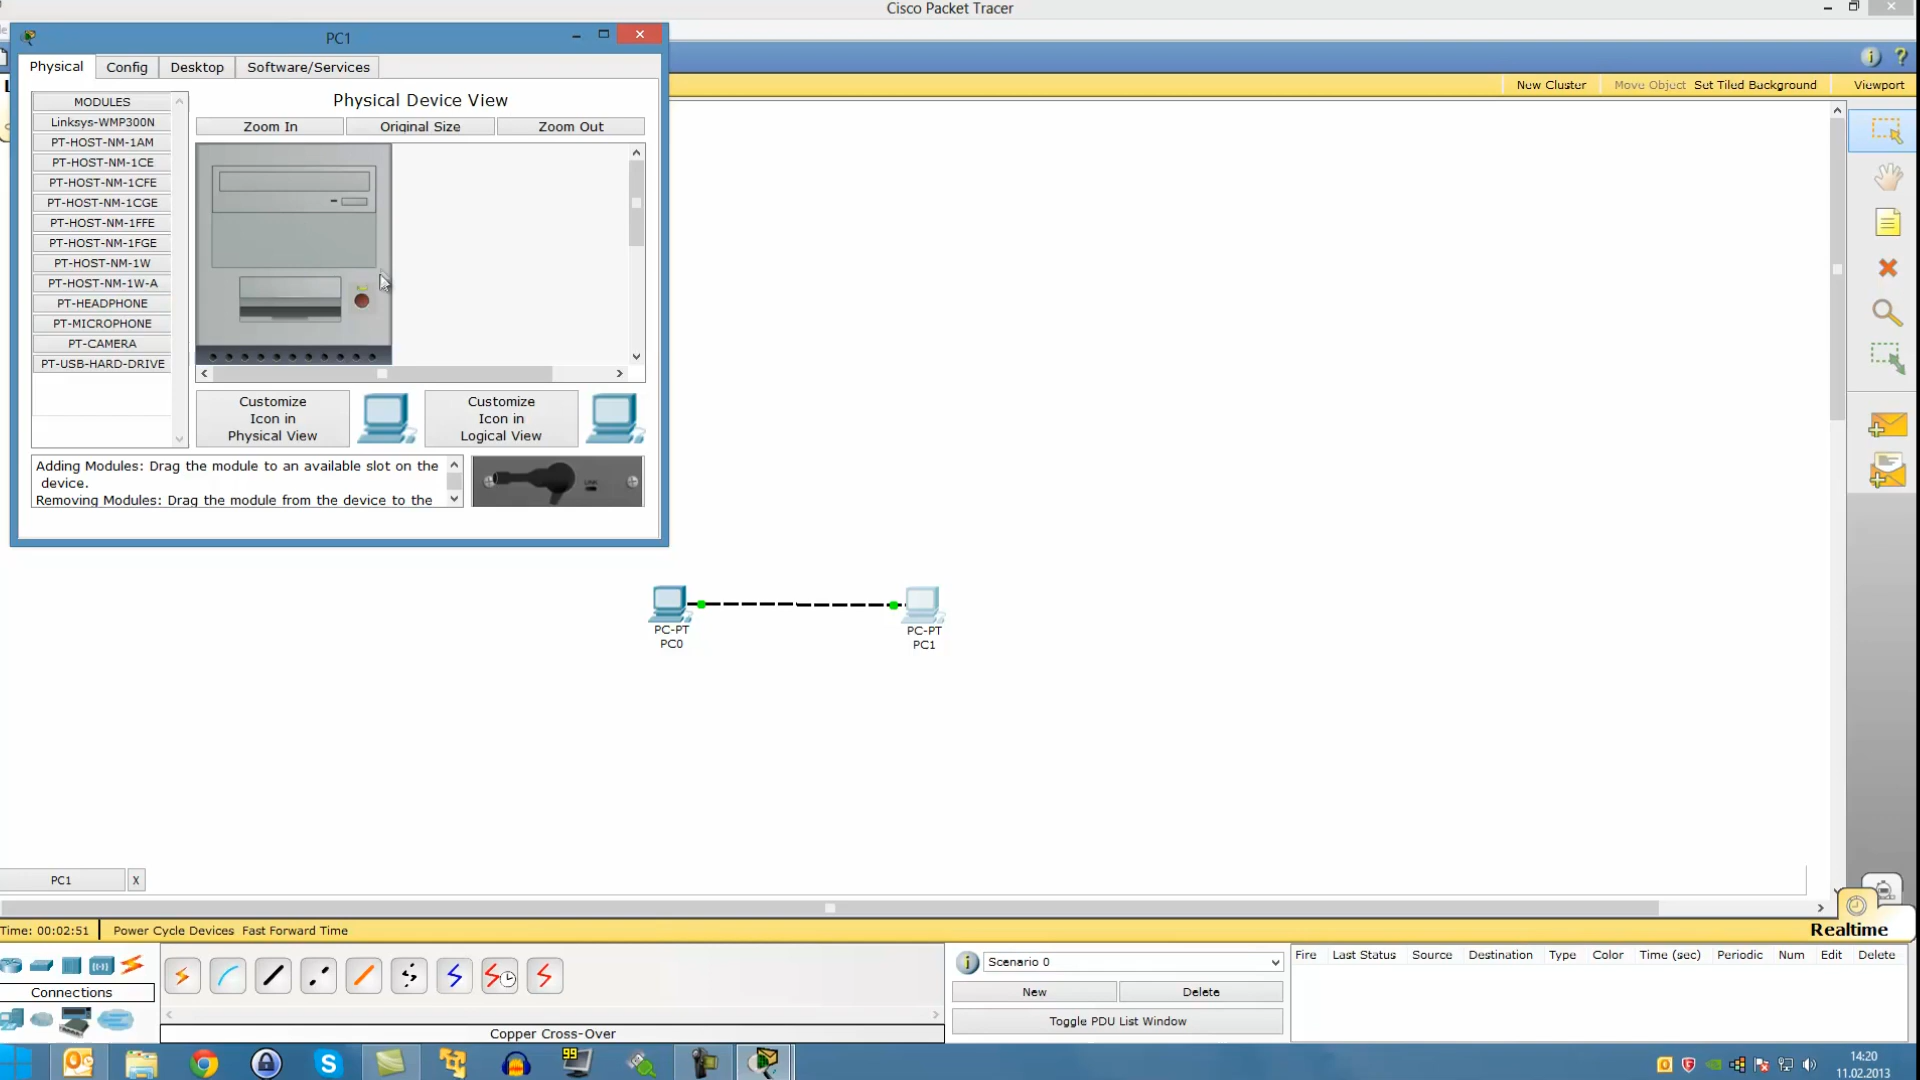 Cisco Packet Tracer
PC1
Physical
Config
Desktop
Software/Services
New Cluster
Move Object
Set Tiled Background
Viewport
MODULES
Linksys-WMP300N
PT-HOST-NM-1AM
PT-HOST-NM-1CE
PT-HOST-NM-1CFE
PT-HOST-NM-1CGE
PT-HOST-NM-1FFE
PT-HOST-NM-1FGE
PT-HOST-NM-1W
PT-HOST-NM-1W-A
PT-HEADPHONE
PT-MICROPHONE
PT-CAMERA
PT-USB-HARD-DRIVE
Physical Device View
Zoom In
Original Size
Zoom Out
Customize
Icon in
Physical View
Customize
Icon in
Logical View
Adding Modules: Drag the module to an available slot on the
device.
Removing Modules: Drag the module from the device to the
LINK
PC-PT
PC0
PC-PT
PC1
PC1
X
Time: 00:02:51
Power Cycle Devices Fast Forward Time
Realtime
Connections
Copper Cross-Over
Scenario 0
New
Delete
Toggle PDU List Window
Fire
Last Status
Source
Destination
Type
Color
Time (sec)
Periodic
Num
Edit
Delete
99
14:20
11.02.2013